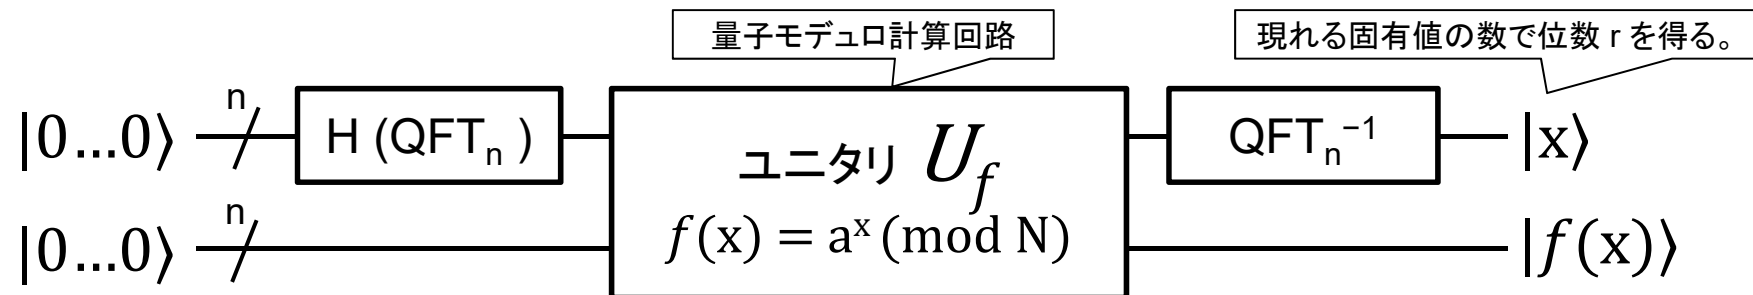 量子モデュロ計算回路
現れる固有値の数で位数 r を得る。
|0…0⟩ n H (QFTₙ) ユニタリ U_f QFTₙ⁻¹ |x⟩
|0…0⟩ n f(x) = aˣ (mod N) |f(x)⟩